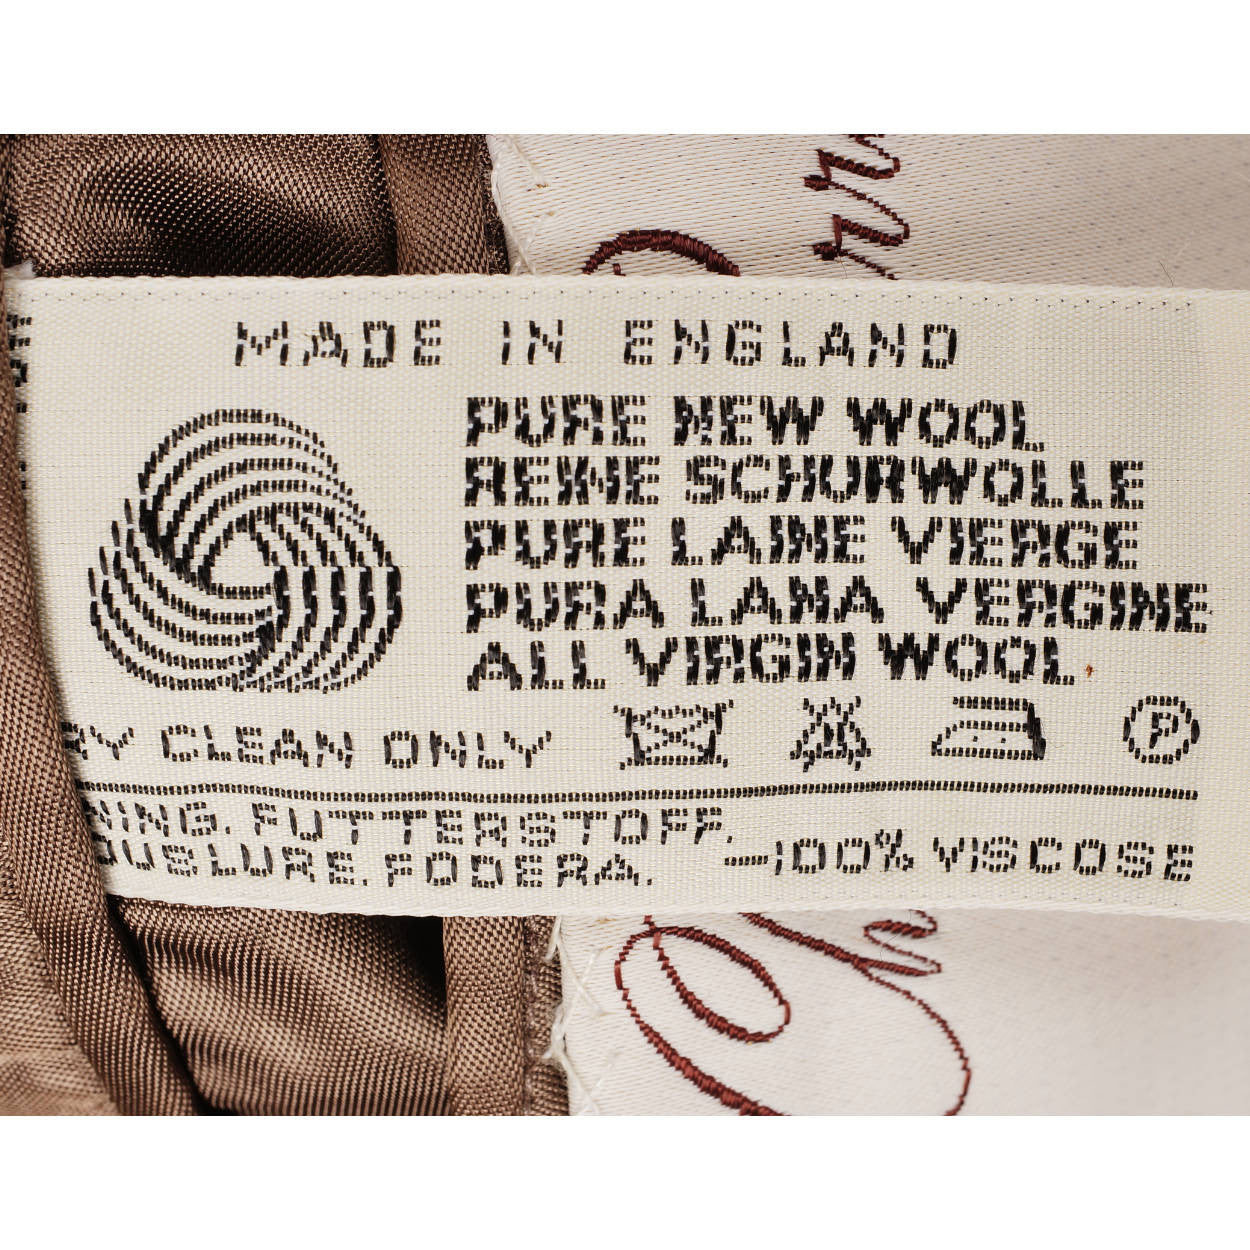 MADE IN ENGLAND
PURE NEW WOOL
REINE SCHURWOLLE
PURE LAINE VIERGE
PURA LANA VERGINE
ALL VIRGIN WOOL
RY CLEAN ONLY
P
NING. FUTTERSTOFF.
OUSLURE. FODERA. —100% VISCOSE